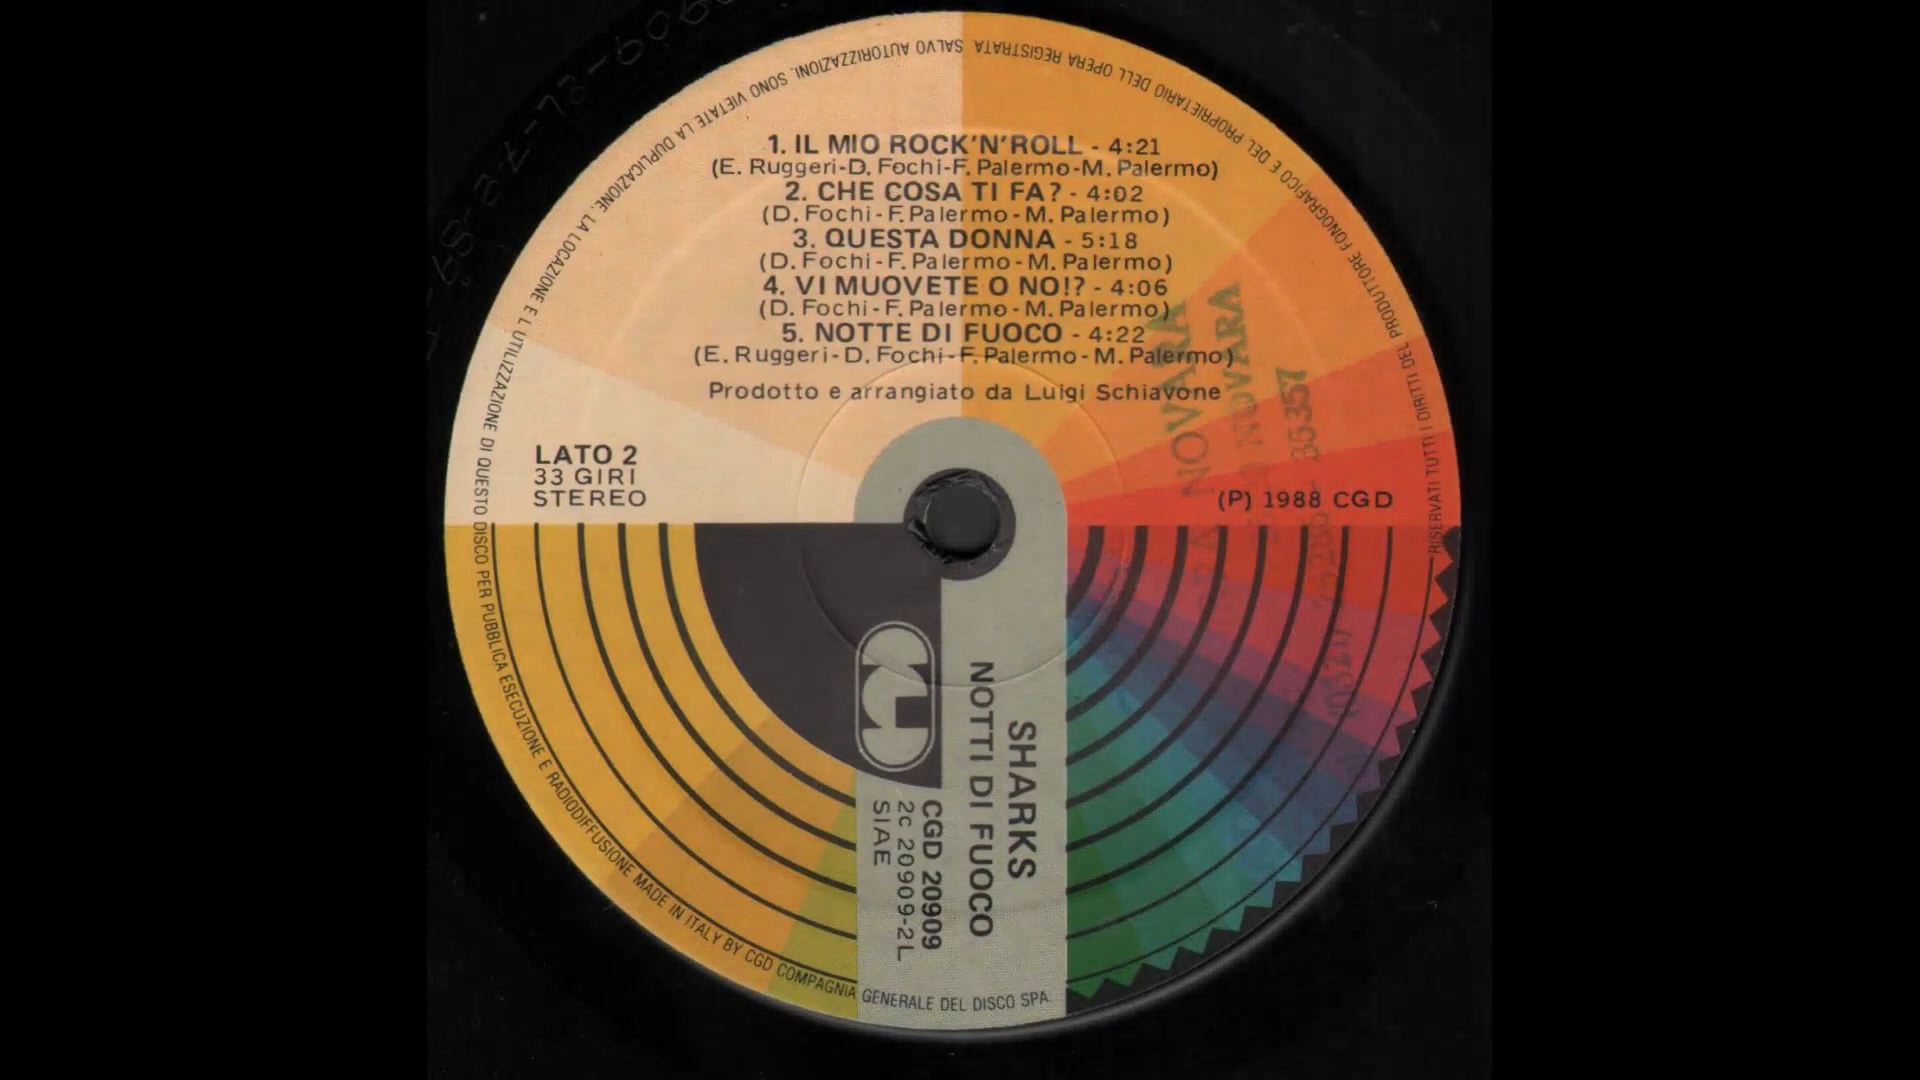 1. IL MIO ROCK'N'ROLL - 4:21
(E. Ruggeri-D. Fochi-F. Palermo-M. Palermo)
2. CHE COSA TI FA? - 4:02
(D. Fochi-F. Palermo-M. Palermo)
3. QUESTA DONNA - 5:18
(D. Fochi-F. Palermo-M. Palermo)
4. VI MUOVETE O NO!? - 4:06
(D. Fochi-F. Palermo-M. Palermo)
5. NOTTE DI FUOCO - 4:22
(E. Ruggeri-D. Fochi-F. Palermo-M. Palermo)
Prodotto e arrangiato da Luigi Schiavone
LATO 2
33 GIRI
STEREO
(P) 1988 CGD
SHARKS
NOTTI DI FUOCO
CGD 20909
2c 20909-2L
SIAE
RISERVATI TUTTI I DIRITTI DEL PRODUTTORE FONOGRAFICO E DEL PROPRIETARIO DELL OPERA REGISTRATA. SALVO AUTORIZZAZIONI, SONO VIETATE LA DUPLICAZIONE, LA LOCAZIONE E L UTILIZZAZIONE DI QUESTO DISCO PER PUBBLICA ESECUZIONE E RADIODIFFUSIONE MADE IN ITALY BY CGD COMPAGNIA GENERALE DEL DISCO SPA.
NOVARA
NOVARA